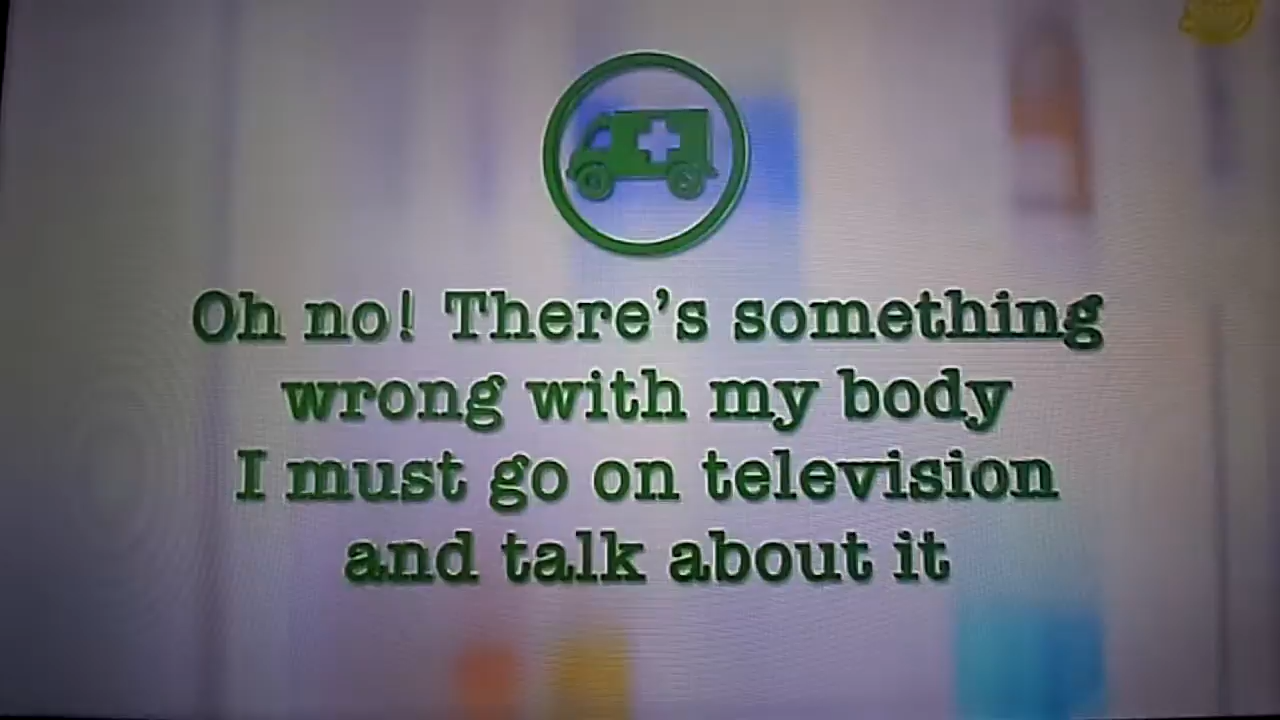 Oh no! There's something
wrong with my body
I must go on television
and talk about it